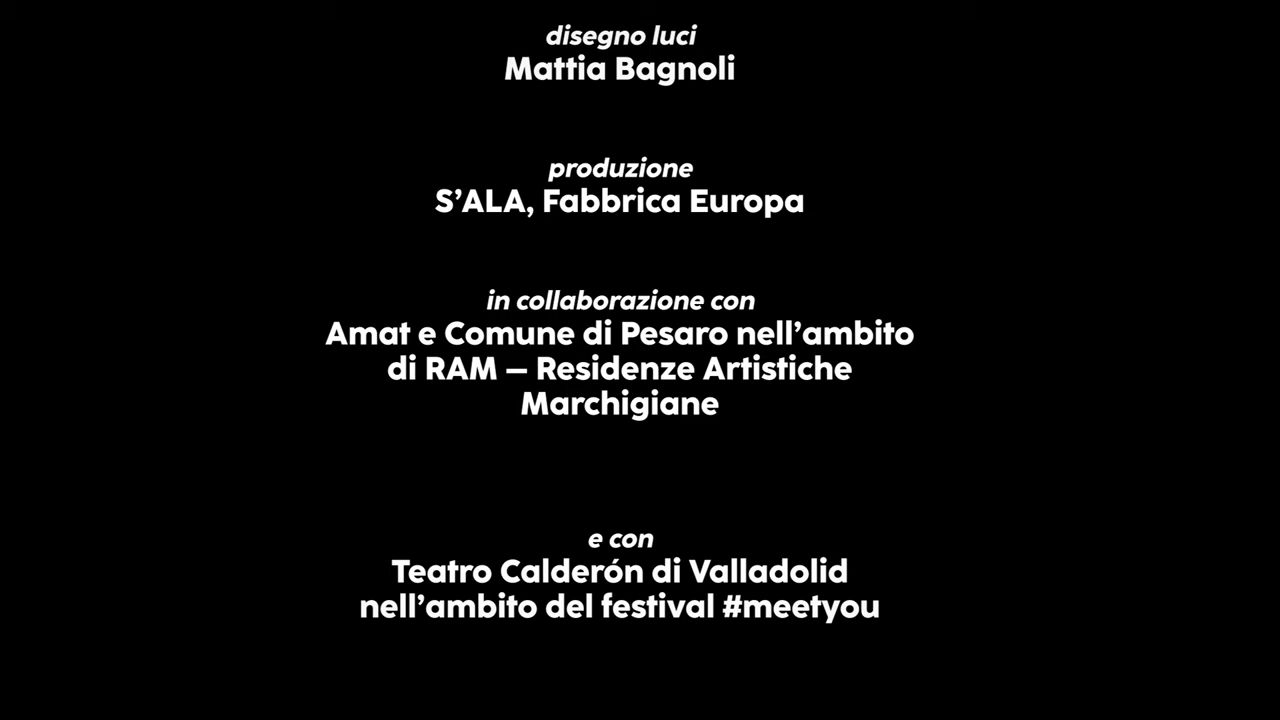 disegno luci
Mattia Bagnoli
produzione
S’ALA, Fabbrica Europa
in collaborazione con
Amat e Comune di Pesaro nell’ambito
di RAM – Residenze Artistiche
Marchigiane
e con
Teatro Calderón di Valladolid
nell’ambito del festival #meetyou